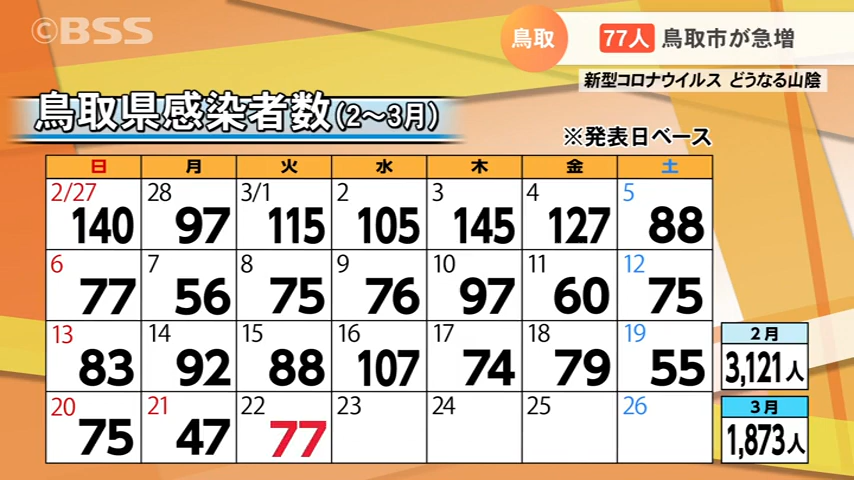 ©BSS
鳥取
77人 鳥取市が急増
新型コロナウイルス どうなる山陰
鳥取県感染者数(2~3月)
※発表日ベース
日 月 火 水 木 金 土
2/27 28 3/1 2 3 4 5
140 97 115 105 145 127 88
6 7 8 9 10 11 12
77 56 75 76 97 60 75
13 14 15 16 17 18 19
83 92 88 107 74 79 55
20 21 22 23 24 25 26
75 47 77
2月
3,121人
3月
1,873人